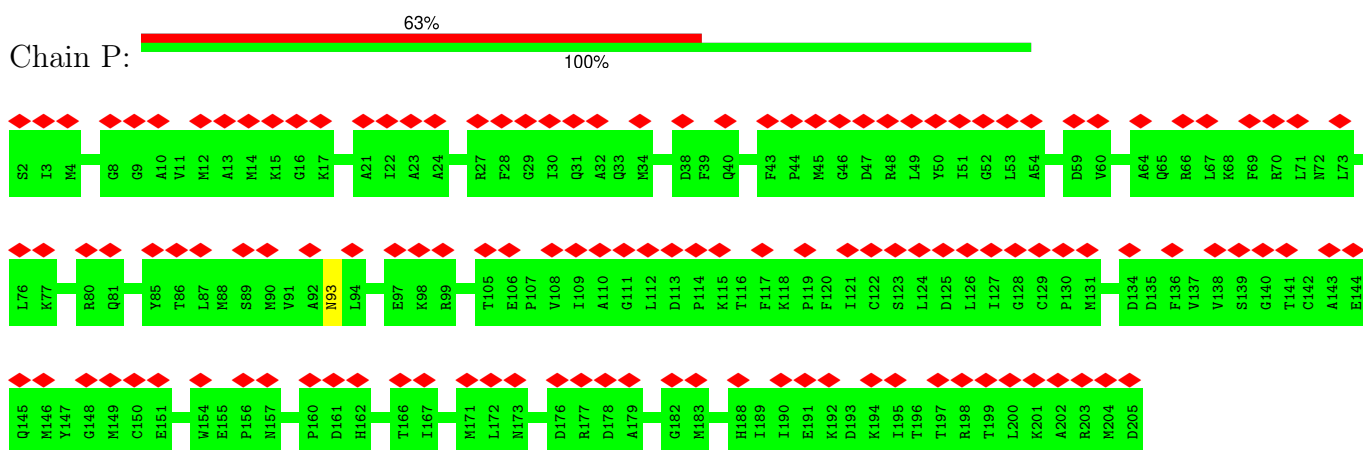 63%
Chain P:
100%
S2 I3 M4 G8 G9 A10 V11 M12 A13 M14 K15 G16 K17 A21 I22 A23 A24 R27 F28 G29 I30 Q31 A32 Q33 M34 D38 F39 Q40 F43 P44 M45 G46 D47 R48 L49 Y50 I51 G52 L53 A54 D59 V60 A64 Q65 R66 L67 K68 F69 R70 L71 N72 L73
L76 K77 R80 Q81 Y85 T86 L87 M88 S89 M90 V91 A92 N93 L94 E97 K98 R99 T105 E106 P107 V108 I109 A110 G111 L112 D113 P114 K115 T116 F117 K118 P119 F120 I121 C122 S123 L124 D125 L126 I127 G128 C129 P130 M131 D134 D135 F136 V137 V138 S139 G140 T141 C142 A143 E144
Q145 M146 Y147 G148 M149 C150 E151 W154 E155 P156 N157 P160 D161 H162 T166 I167 M171 L172 N173 D176 R177 D178 A179 G182 M183 H188 I189 I190 E191 K192 D193 K194 I195 T196 T197 R198 T199 L200 K201 A202 R203 M204 D205